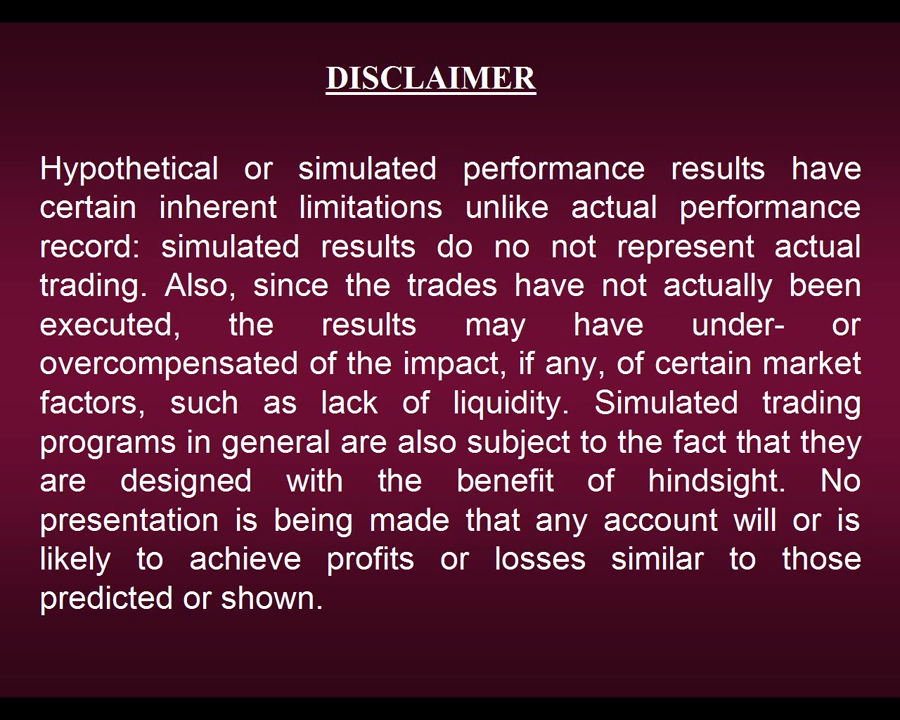 DISCLAIMER
Hypothetical or simulated performance results have
certain inherent limitations unlike actual performance
record: simulated results do no not represent actual
trading. Also, since the trades have not actually been
executed, the results may have under- or
overcompensated of the impact, if any, of certain market
factors, such as lack of liquidity. Simulated trading
programs in general are also subject to the fact that they
are designed with the benefit of hindsight. No
presentation is being made that any account will or is
likely to achieve profits or losses similar to those
predicted or shown.